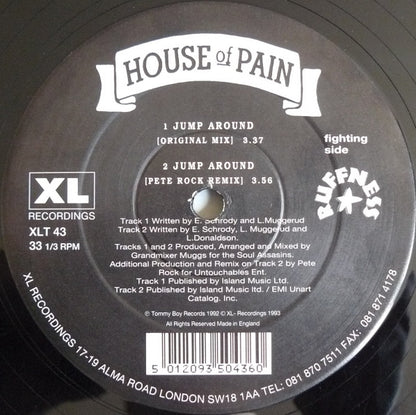 HOUSE of PAIN
1 JUMP AROUND
[ORIGINAL MIX] 3.37
2 JUMP AROUND
[PETE ROCK REMIX] 3.56
fighting
side
RUFFNESS
XL
RECORDINGS
XLT 43
33 1/3 RPM
Track 1 Written by E. Schrody and L.Muggerud
Track 2 Written by E. Schrody, L. Muggerud and
L.Donaldson.
Tracks 1 and 2 Produced, Arranged and Mixed by
Grandmixer Muggs for the Soul Assasins.
Additional Production and Remix on Track 2 by Pete
Rock for Untouchables Ent.
Track 1 Published by Island Music Ltd.
Track 2 Published by Island Music ltd. / EMI Unart
Catalog. Inc.
℗ Tommy Boy Records 1992 © XL- Recordings 1993
All Rights Reserved Made in England
5 012093 504360
XL RECORDINGS 17-19 ALMA ROAD LONDON SW18 1AA TEL: 081 870 7511 FAX: 081 871 4178